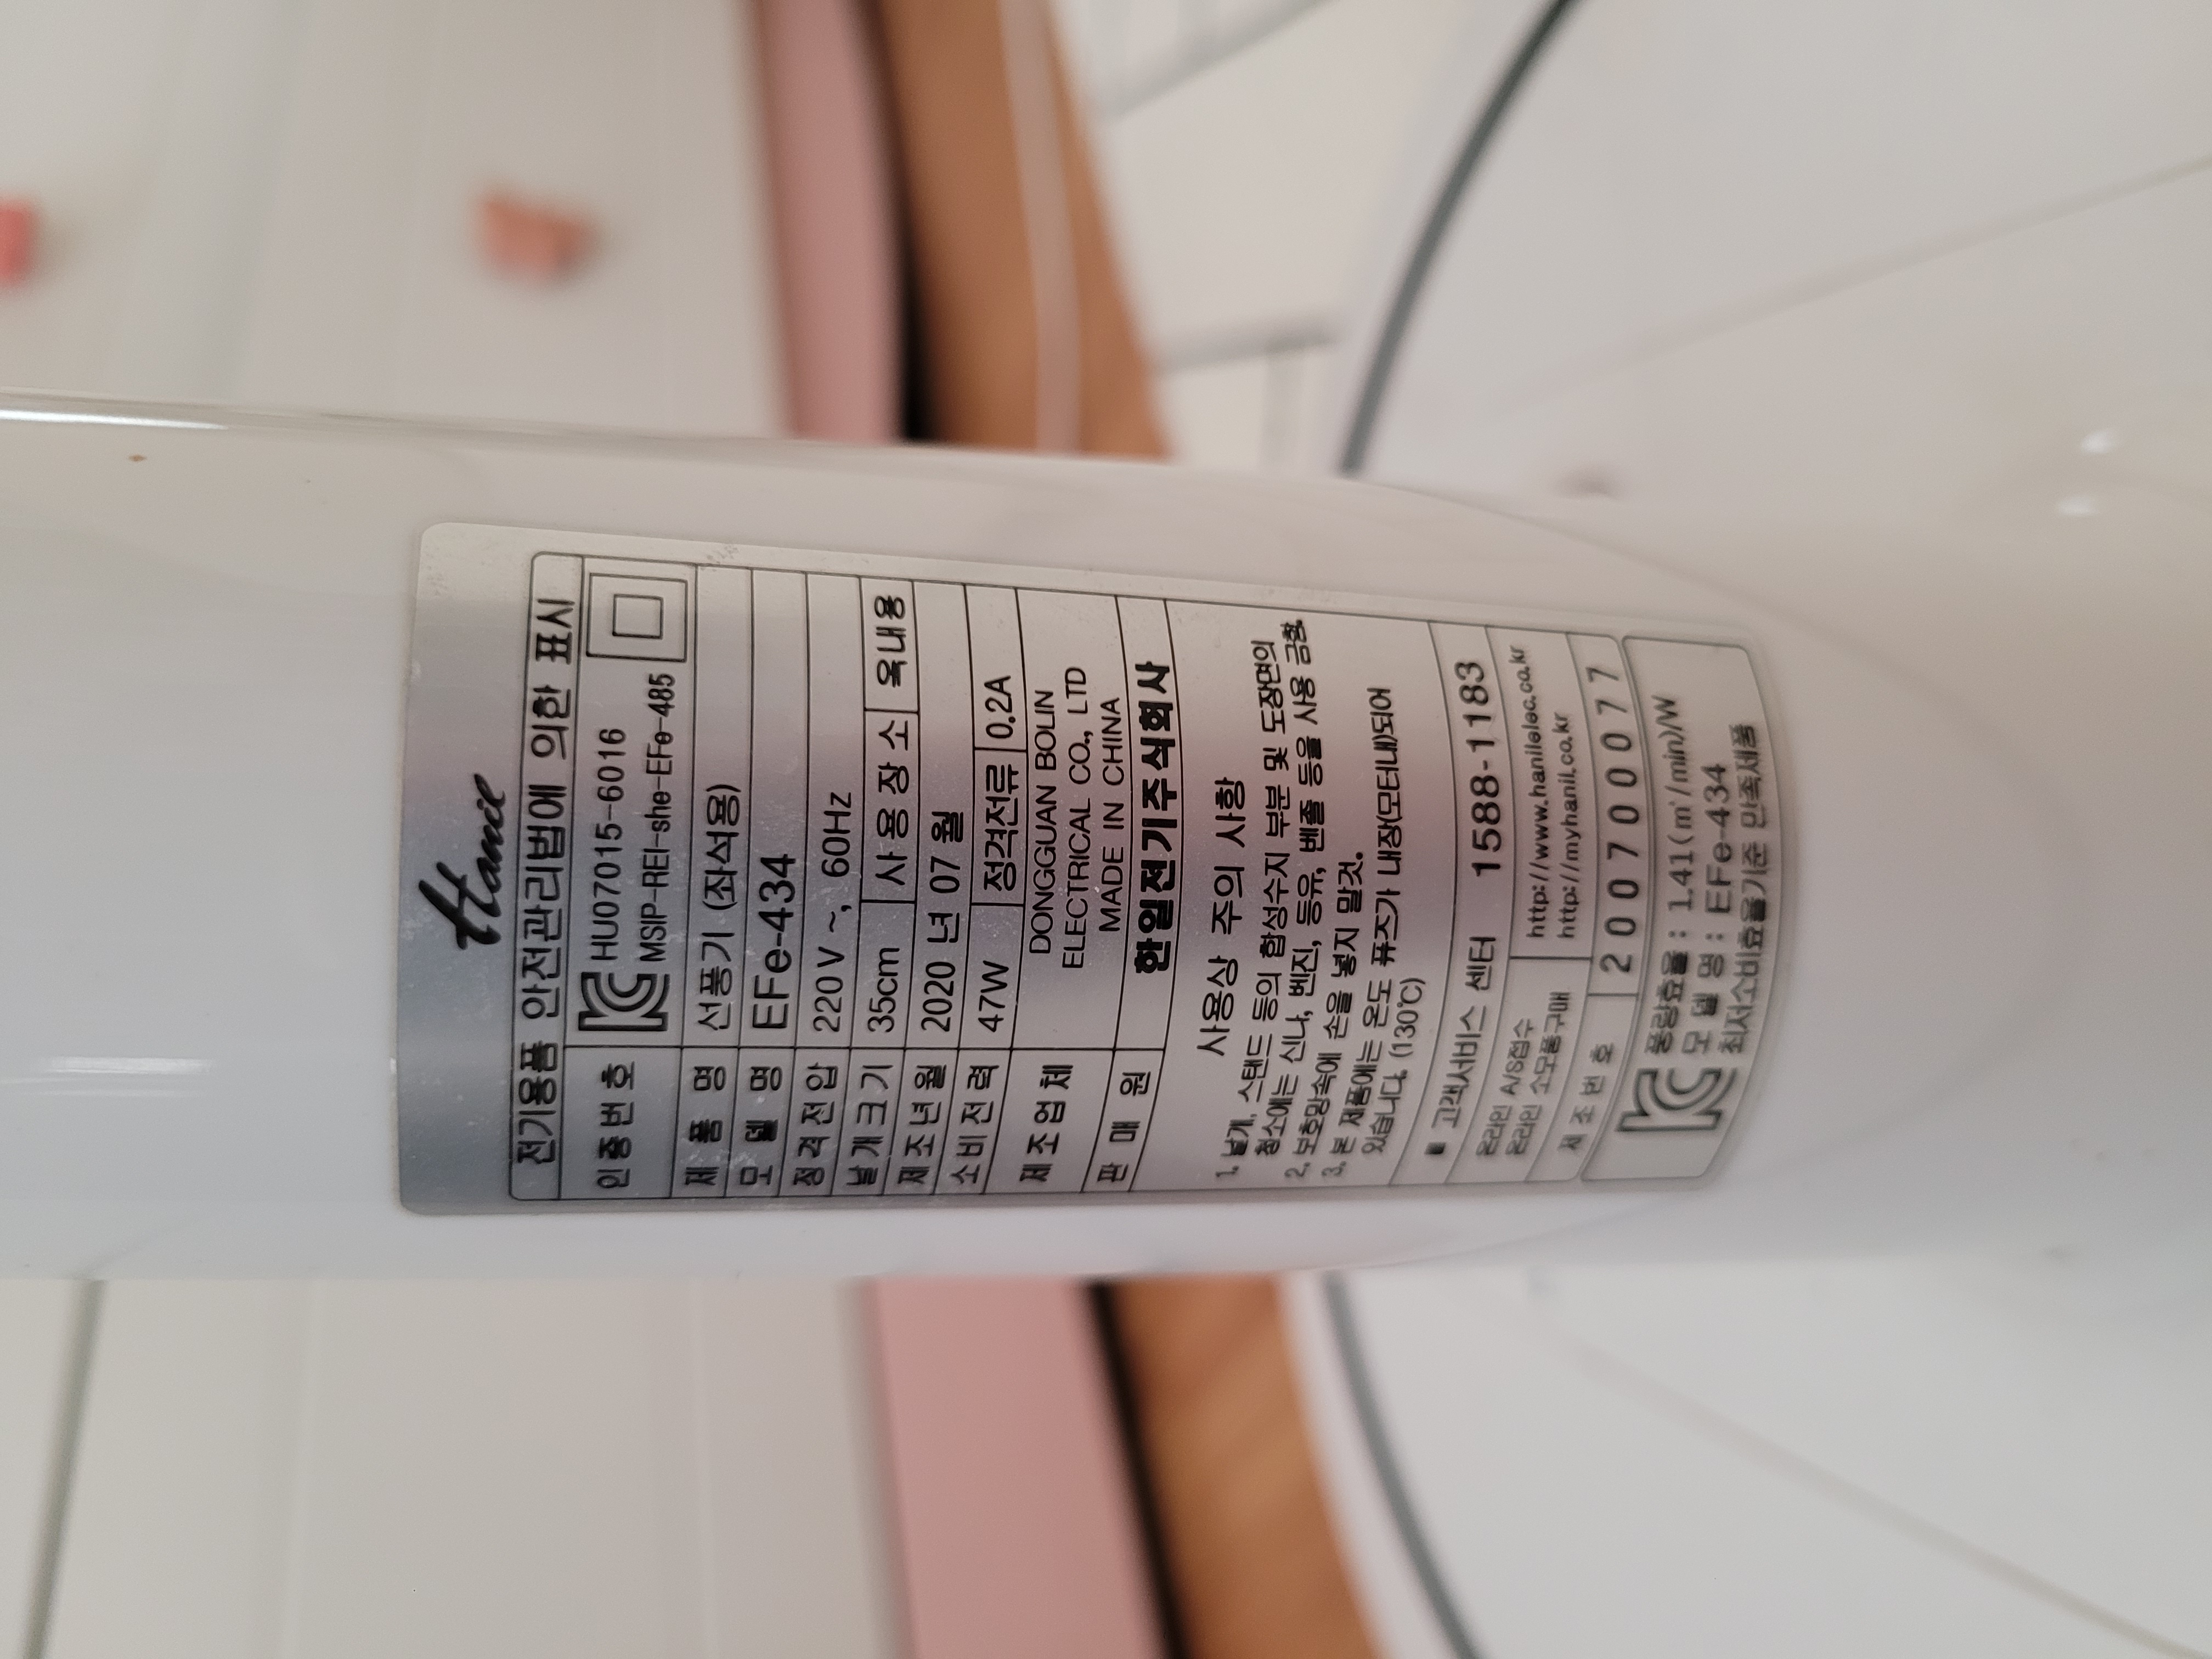 Hanil
전기용품 안전관리법에 의한 표시
인증번호 HU07015-6016
MSIP-REI-she-EFe-485
제 품 명 선풍기 (좌석용)
모 델 명 EFe-434
정격전압 220V ~, 60Hz
날개크기 35cm 사용장소 옥내용
제조년월 2020 년 07 월
소비전력 47W 정격전류 0.2A
제조업체 DONGGUAN BOLIN
ELECTRICAL CO., LTD
MADE IN CHINA
판 매 원 한일전기주식회사
사용상 주의 사항
1. 날개, 스탠드 등의 합성수지 부분 및 도장면의
청소에는 신나, 벤진, 등유, 벤졸 등을 사용 금함.
2. 보호망속에 손을 넣지 말것.
3. 본 제품에는 온도 퓨즈가 내장(모터내)되어
있습니다. (130℃)
■ 고객서비스 센터 1588-1183
온라인 A/S접수 http://www.hanilelec.co.kr
온라인 소모품구매 http://myhanil.co.kr
제 조 번 호 2007000077
풍량효율 : 1.41(m³/min)/W
모 델 명 : EFe-434
최저소비효율기준 만족제품